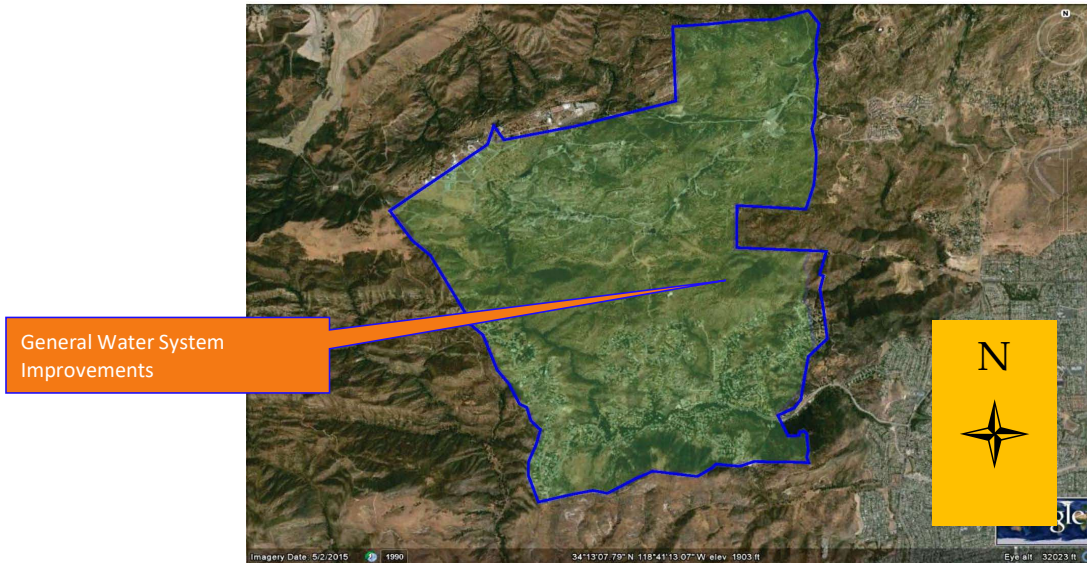 N
General Water System
Improvements
N
gle
Imagery Date: 5/2/2015 1990 34°13'07.79" N 118°41'13.07" W elev 1903 ft Eye alt 32023 ft